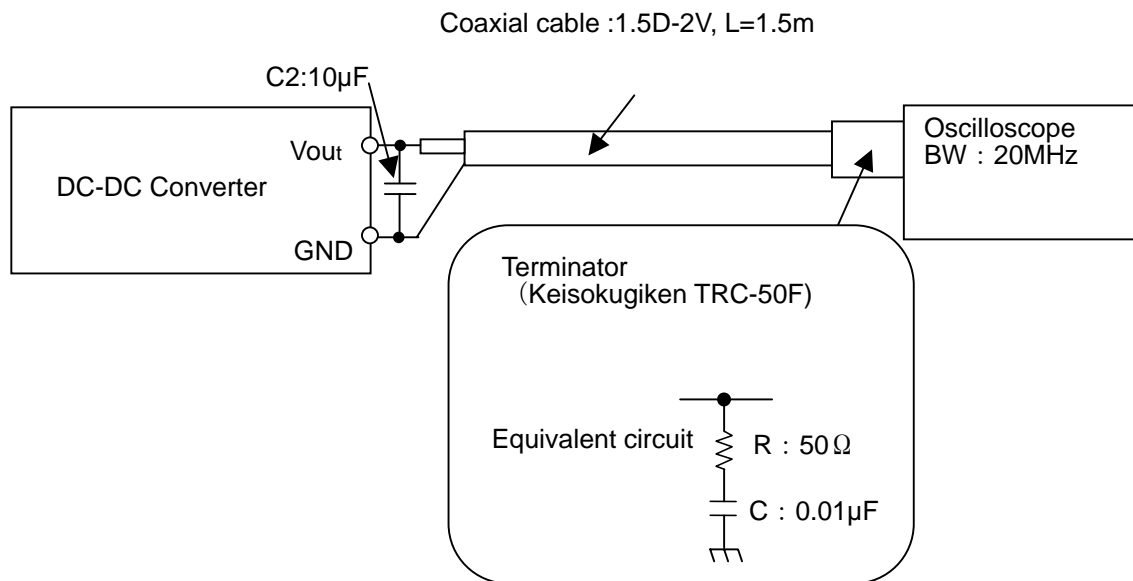 Coaxial cable :1.5D-2V, L=1.5m
C2:10µF
Vout
DC-DC Converter
GND
Oscilloscope
BW : 20MHz
Terminator
(Keisokugiken TRC-50F)
Equivalent circuit
R : 50Ω
C : 0.01µF